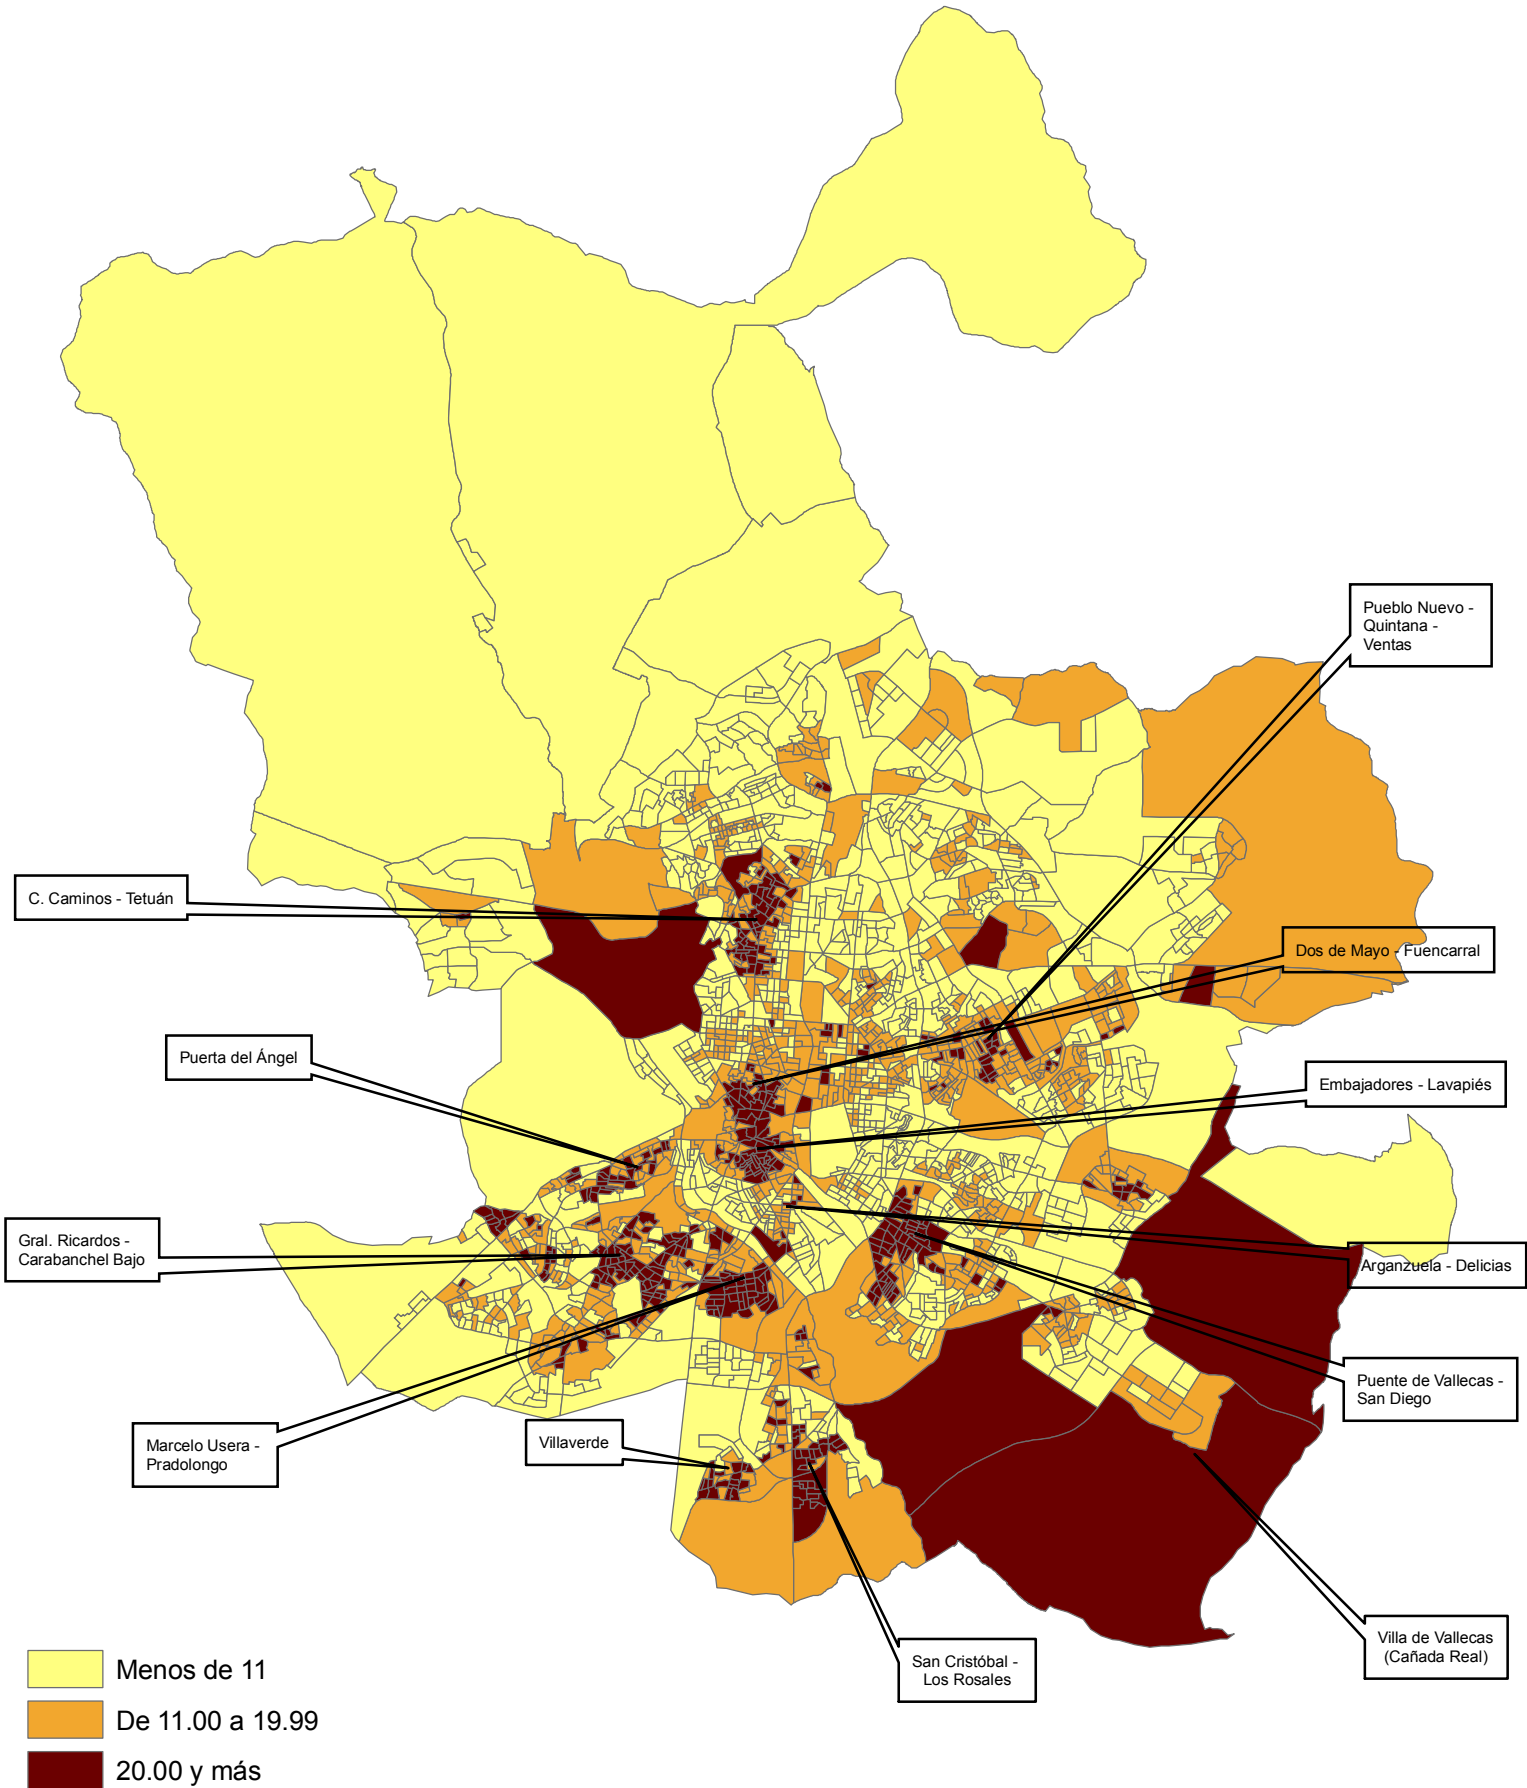 Pueblo Nuevo -
Quintana -
Ventas
C. Caminos - Tetuán
Dos de Mayo - Fuencarral
Puerta del Ángel
Embajadores - Lavapiés
Gral. Ricardos -
Carabanchel Bajo
Arganzuela - Delicias
Puente de Vallecas -
San Diego
Marcelo Usera -
Pradolongo
Villaverde
San Cristóbal -
Los Rosales
Villa de Vallecas
(Cañada Real)
Menos de 11
De 11.00 a 19.99
20.00 y más